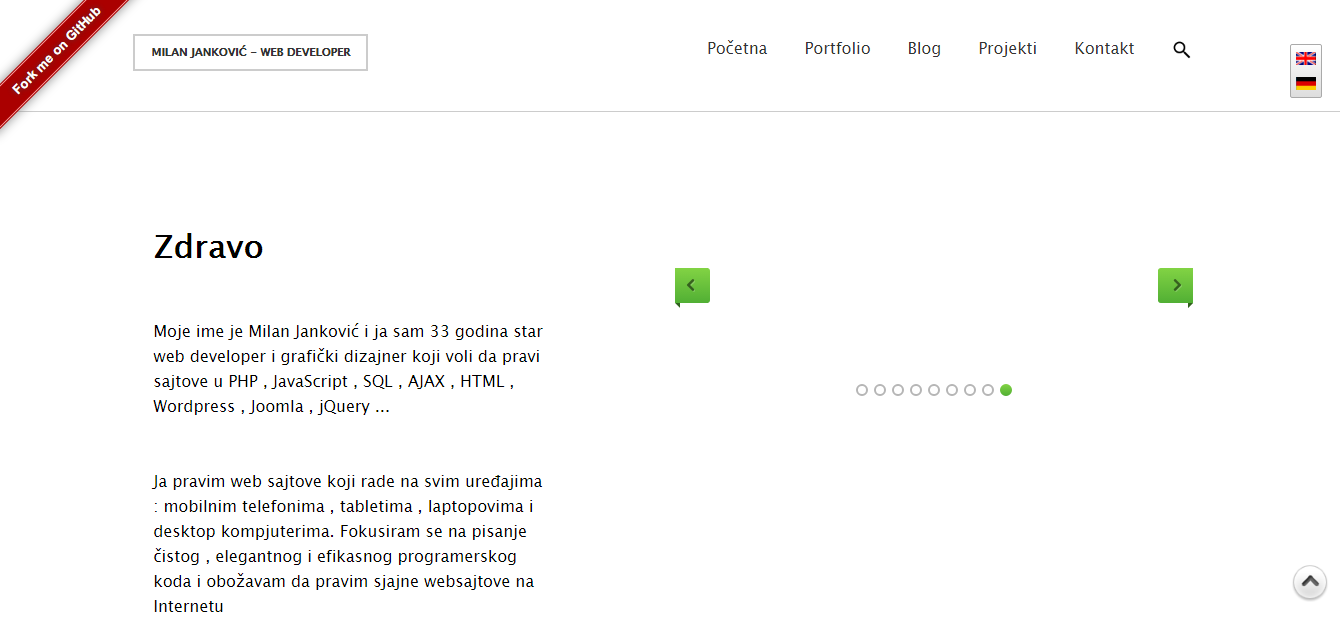 Fork me on GitHub
MILAN JANKOVIĆ – WEB DEVELOPER
Početna Portfolio Blog Projekti Kontakt
Zdravo
Moje ime je Milan Janković i ja sam 33 godina star
web developer i grafički dizajner koji voli da pravi
sajtove u PHP , JavaScript , SQL , AJAX , HTML ,
Wordpress , Joomla , jQuery ...
Ja pravim web sajtove koji rade na svim uređajima
: mobilnim telefonima , tabletima , laptopovima i
desktop kompjuterima. Fokusiram se na pisanje
čistog , elegantnog i efikasnog programerskog
koda i obožavam da pravim sjajne websajtove na
Internetu